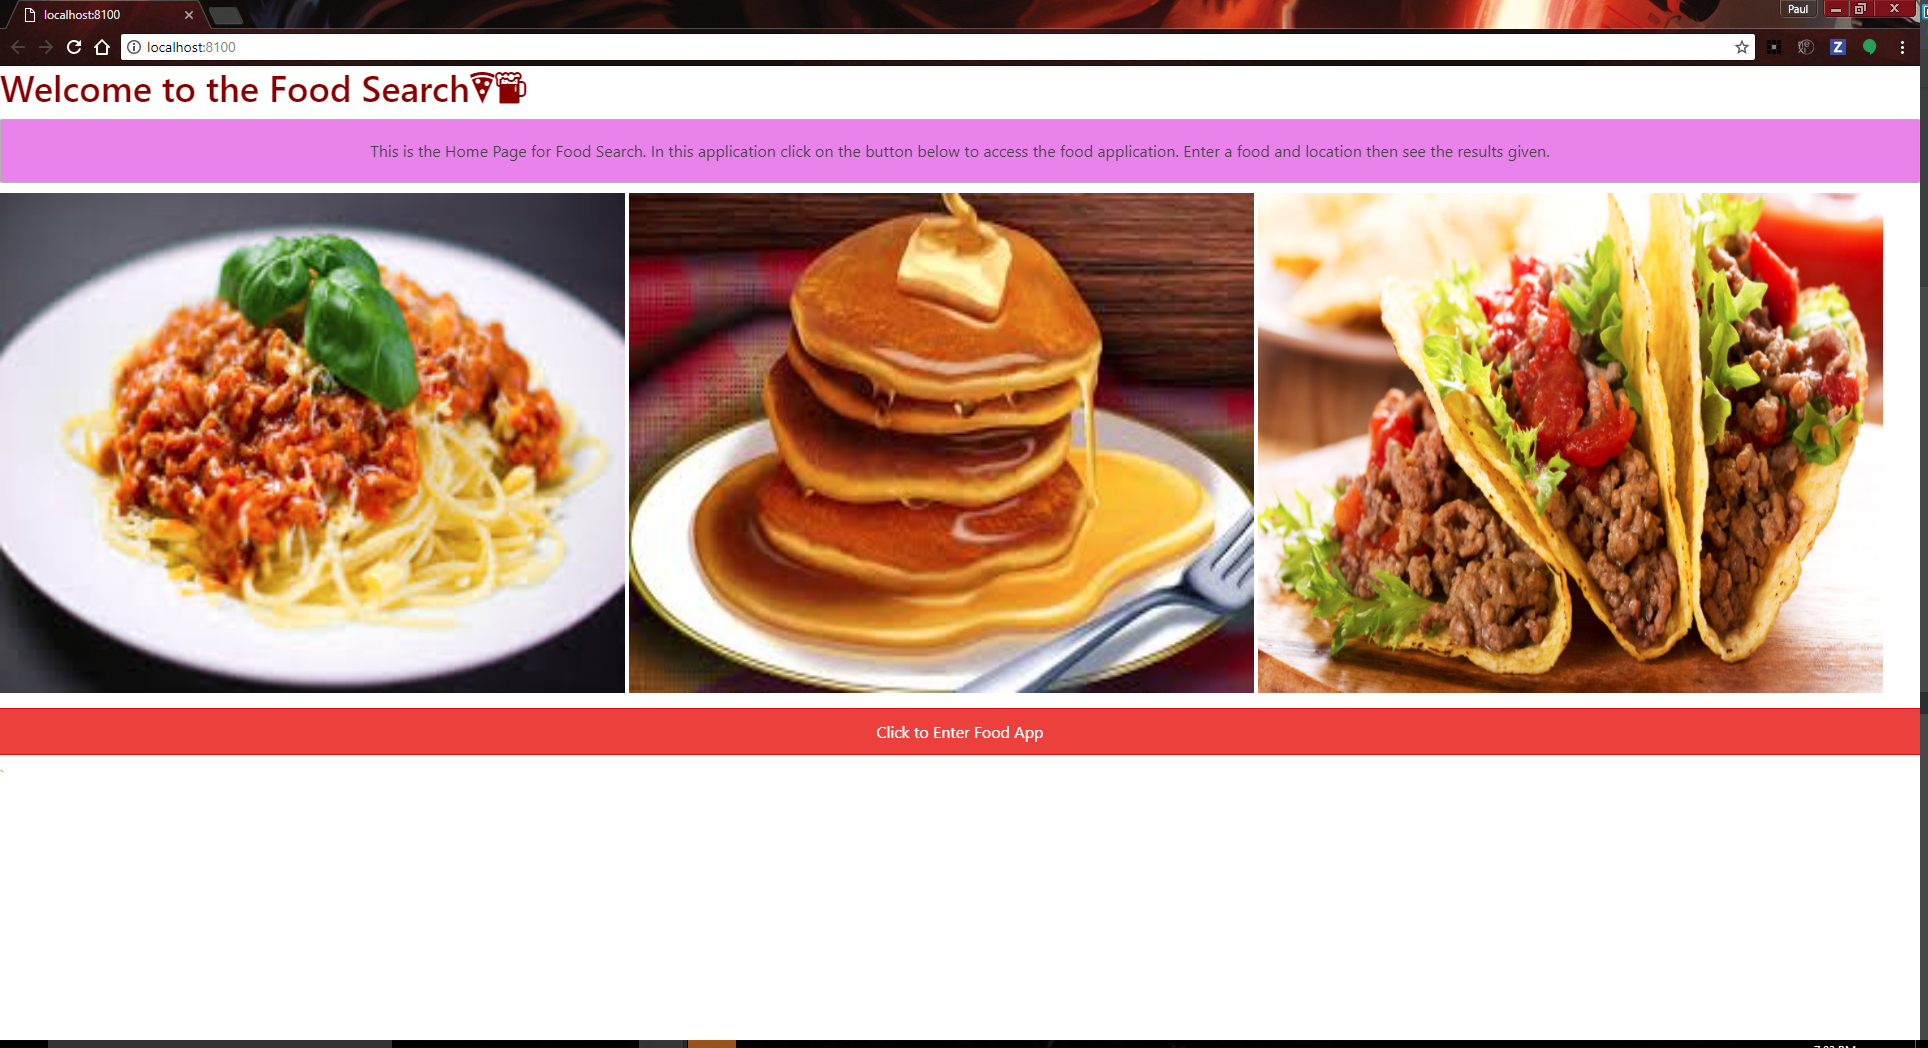 localhost:8100
Paul
localhost:8100
Welcome to the Food Search
This is the Home Page for Food Search. In this application click on the button below to access the food application. Enter a food and location then see the results given.
Click to Enter Food App
`